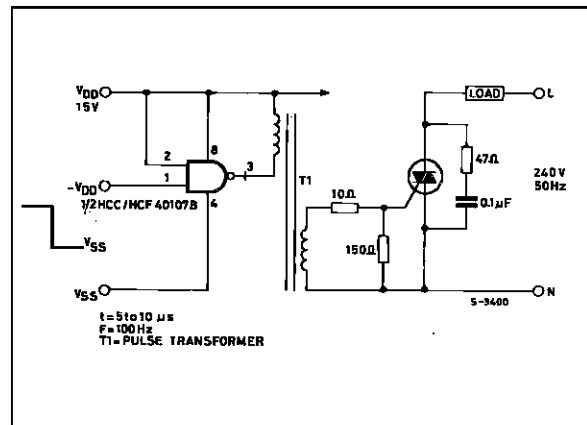 VDD
15V
8
2
3
1
-VDD
1/2HCC/HCF 40107B
4
VSS
VSS
t=5to10 µs
F=100Hz
T1=PULSE TRANSFORMER
T1
10Ω
150Ω
LOAD
L
47Ω
0.1µF
240V
50Hz
N
S-3400